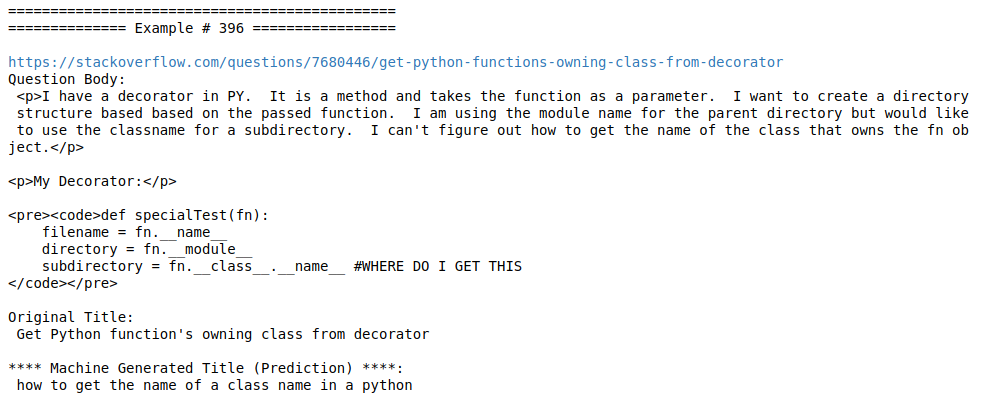 ==============================================
============== Example # 396 =================
https://stackoverflow.com/questions/7680446/get-python-functions-owning-class-from-decorator
Question Body:
<p>I have a decorator in PY.  It is a method and takes the function as a parameter.  I want to create a directory
structure based based on the passed function.  I am using the module name for the parent directory but would like
to use the classname for a subdirectory.  I can't figure out how to get the name of the class that owns the fn ob
ject.</p>
<p>My Decorator:</p>
<pre><code>def specialTest(fn):
    filename = fn.__name__
    directory = fn.__module__
    subdirectory = fn.__class__.__name__ #WHERE DO I GET THIS
</code></pre>
Original Title:
Get Python function's owning class from decorator
**** Machine Generated Title (Prediction) ****:
how to get the name of a class name in a python